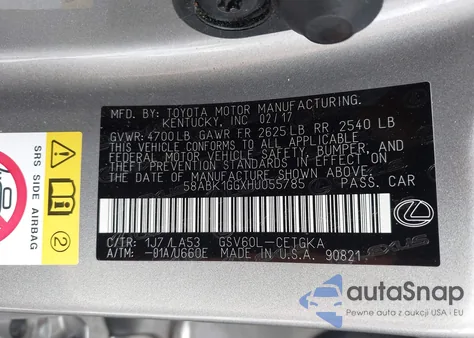 MFD. BY: TOYOTA MOTOR MANUFACTURING.
KENTUCKY, INC 02/17
GVWR: 4700LB GAWR FR 2625LB RR 2540 LB
THIS VEHICLE CONFORMS TO ALL APPLICABLE
FEDERAL MOTOR VEHICLE SAFETY, BUMPER, AND
THEFT PREVENTION STANDARDS IN EFFECT ON
THE DATE OF MANUFACTURE SHOWN ABOVE.
58ABK1GGXHU055785 PASS. CAR
C/TR: 1J7/LA53 GSV60L-CETGKA
A/TM: -01A/U660E MADE IN U.S.A. 90821
LEXUS
SRS SIDE AIRBAG
2
autoSnap
Pewne auta z aukcji USA i EU